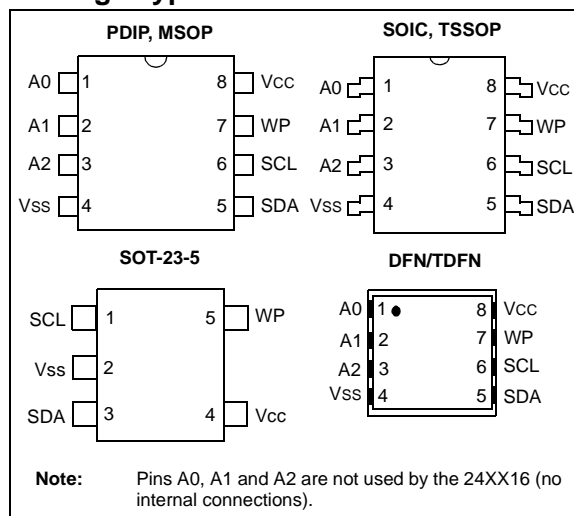 PDIP, MSOP
A0 1 8 VCC
A1 2 7 WP
A2 3 6 SCL
VSS 4 5 SDA
SOIC, TSSOP
A0 1 8 VCC
A1 2 7 WP
A2 3 6 SCL
VSS 4 5 SDA
SOT-23-5
SCL 1 5 WP
Vss 2
SDA 3 4 Vcc
DFN/TDFN
A0 1 8 VCC
A1 2 7 WP
A2 3 6 SCL
VSS 4 5 SDA
Note: Pins A0, A1 and A2 are not used by the 24XX16 (no
internal connections).